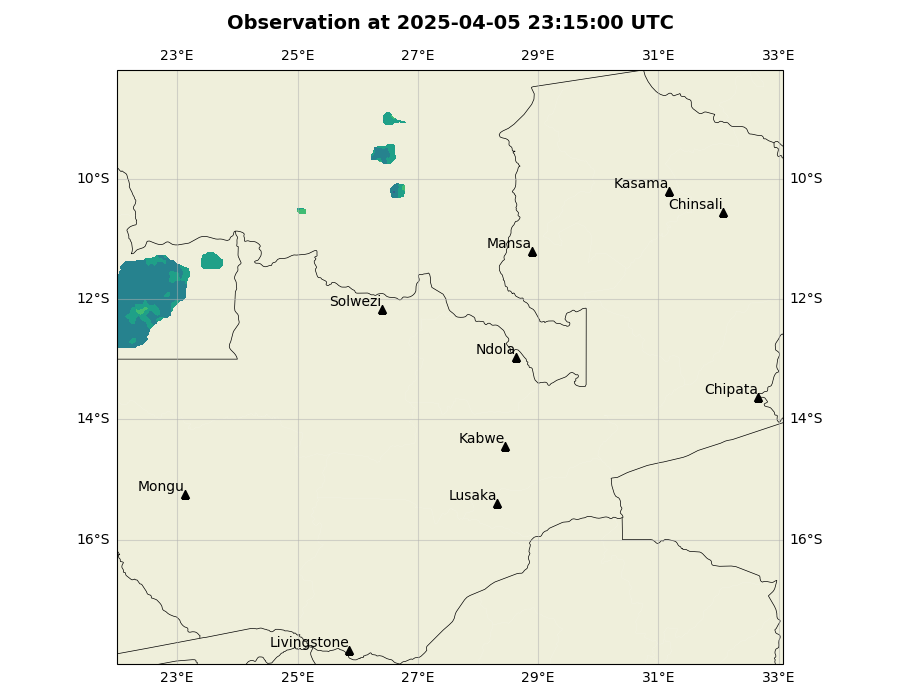 Observation at 2025-04-05 23:15:00 UTC
23°E 25°E 27°E 29°E 31°E 33°E
10°S 10°S
Kasama
Chinsali
Mansa
12°S 12°S
Solwezi
Ndola
Chipata
14°S 14°S
Kabwe
Mongu
Lusaka
16°S 16°S
Livingstone
23°E 25°E 27°E 29°E 31°E 33°E